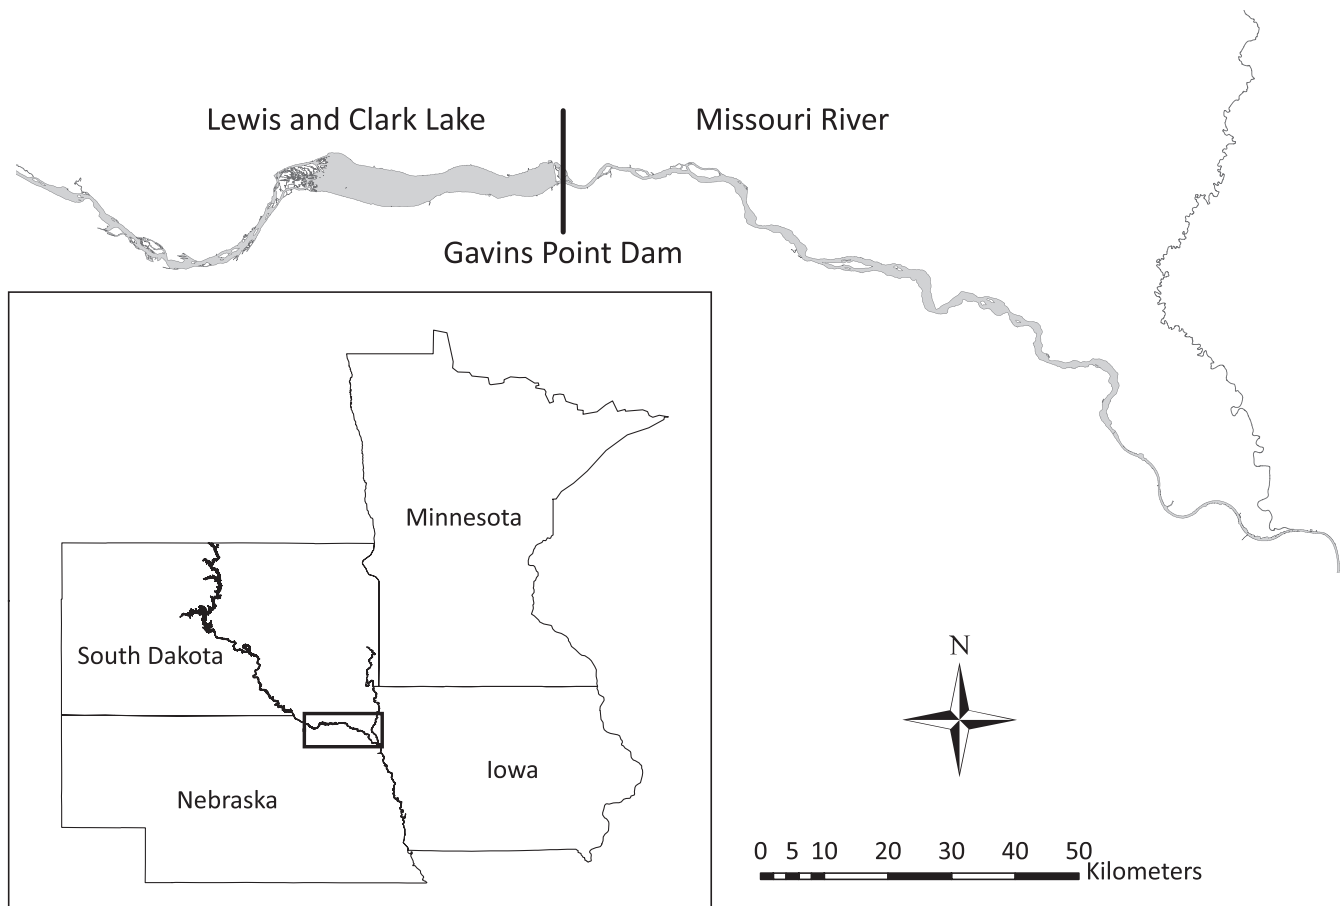 Lewis and Clark Lake
Missouri River
Gavins Point Dam
Minnesota
South Dakota
Iowa
Nebraska
N
0 5 10 20 30 40 50
Kilometers